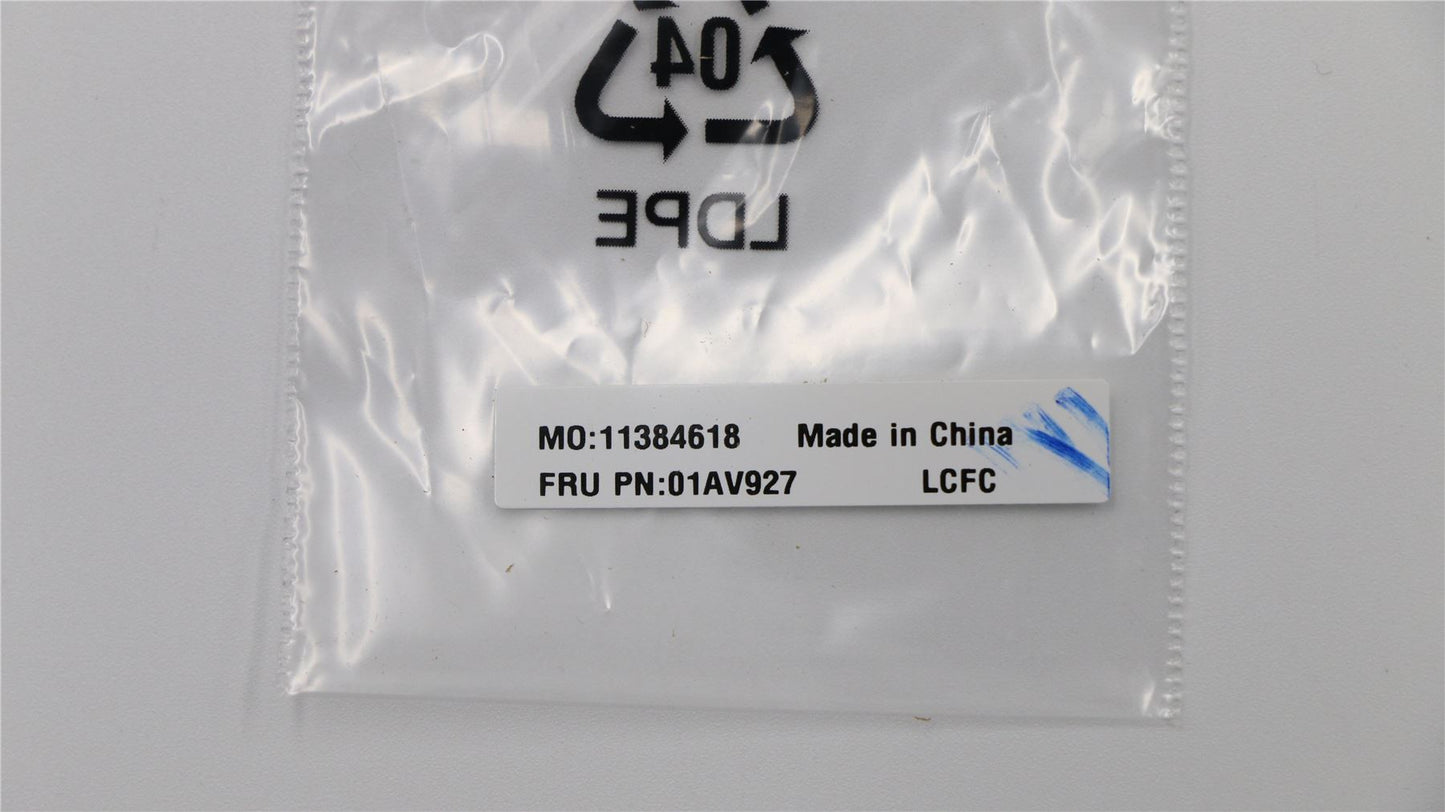 04
LDPE
MO:11384618 Made in China
FRU PN:01AV927 LCFC